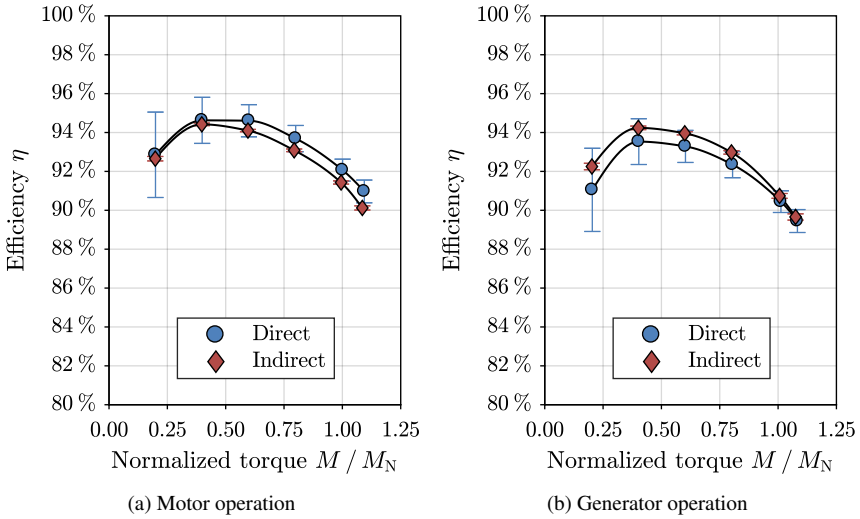 100 %
98 %
96 %
94 %
92 %
90 %
88 %
86 %
84 %
82 %
80 %
Efficiency η
Direct
Indirect
0.00 0.25 0.50 0.75 1.00 1.25
Normalized torque M / M_N
(a) Motor operation
100 %
98 %
96 %
94 %
92 %
90 %
88 %
86 %
84 %
82 %
80 %
Efficiency η
Direct
Indirect
0.00 0.25 0.50 0.75 1.00 1.25
Normalized torque M / M_N
(b) Generator operation